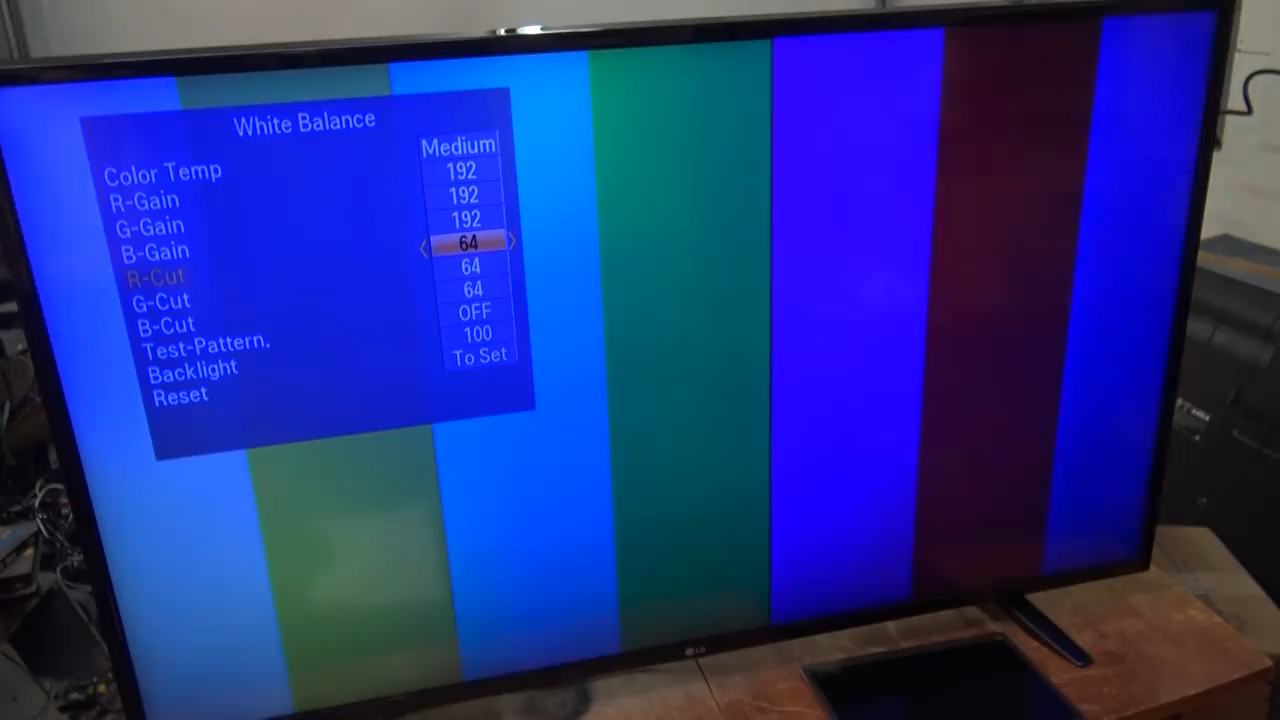 White Balance
Color Temp Medium
R-Gain 192
G-Gain 192
B-Gain 192
R-Cut 64
G-Cut 64
B-Cut 64
Test-Pattern. OFF
Backlight 100
Reset To Set
LG